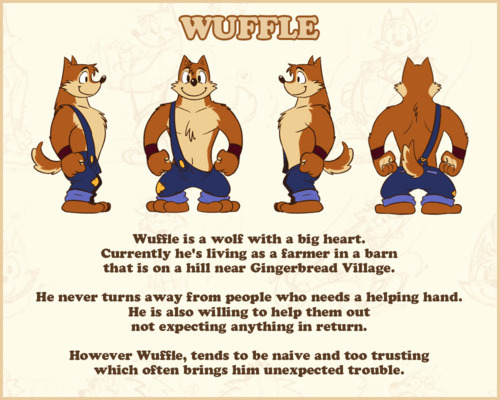 WUFFLE
Wuffle is a wolf with a big heart.
Currently he's living as a farmer in a barn
that is on a hill near Gingerbread Village.
He never turns away from people who needs a helping hand.
He is also willing to help them out
not expecting anything in return.
However Wuffle, tends to be naive and too trusting
which often brings him unexpected trouble.